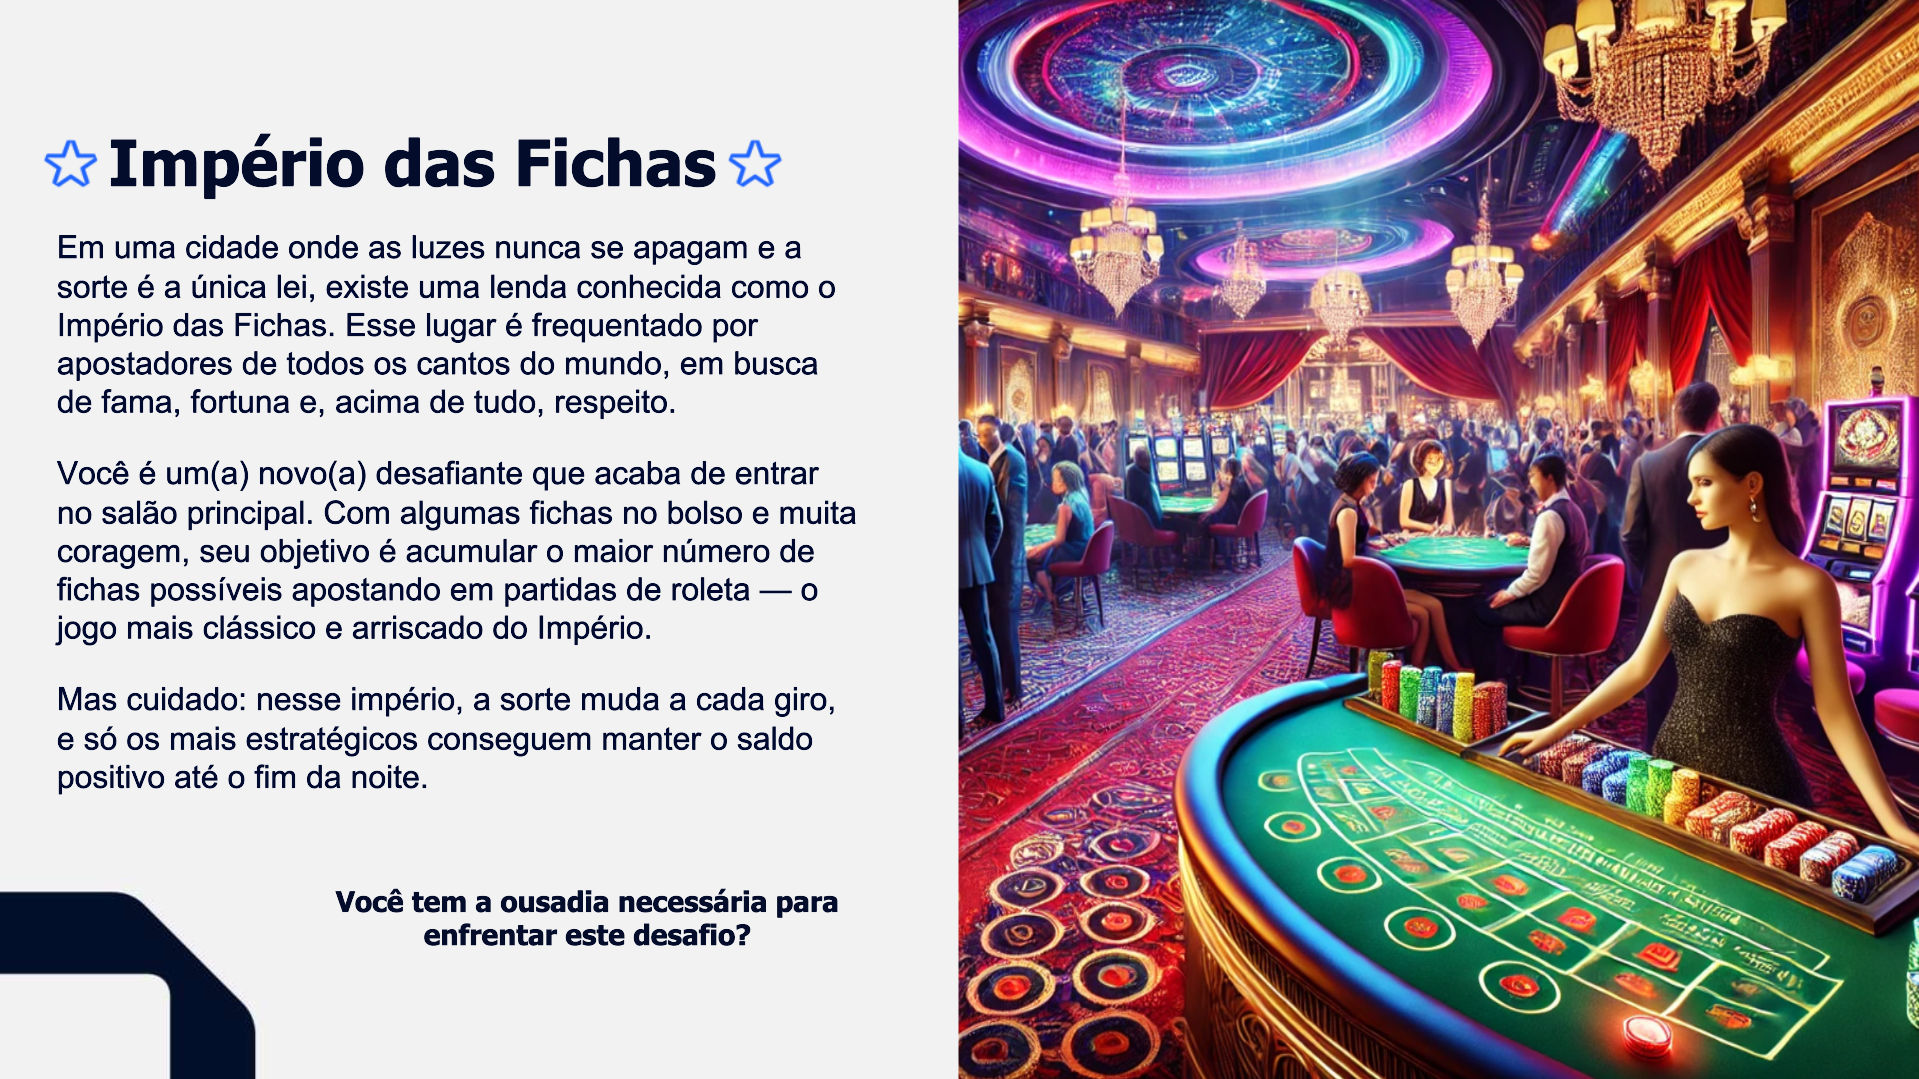 Império das Fichas
Em uma cidade onde as luzes nunca se apagam e a
sorte é a única lei, existe uma lenda conhecida como o
Império das Fichas. Esse lugar é frequentado por
apostadores de todos os cantos do mundo, em busca
de fama, fortuna e, acima de tudo, respeito.
Você é um(a) novo(a) desafiante que acaba de entrar
no salão principal. Com algumas fichas no bolso e muita
coragem, seu objetivo é acumular o maior número de
fichas possíveis apostando em partidas de roleta — o
jogo mais clássico e arriscado do Império.
Mas cuidado: nesse império, a sorte muda a cada giro,
e só os mais estratégicos conseguem manter o saldo
positivo até o fim da noite.
Você tem a ousadia necessária para
enfrentar este desafio?